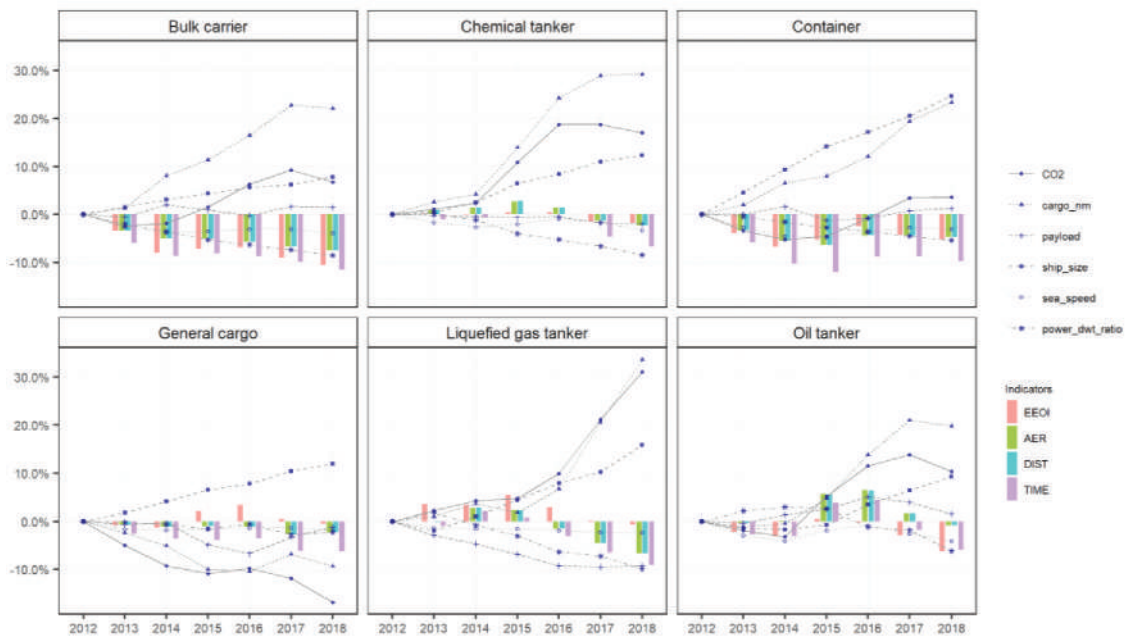 Bulk carrier
Chemical tanker
Container
30.0%
20.0%
10.0%
0.0%
-10.0%
General cargo
Liquefied gas tanker
Oil tanker
30.0%
20.0%
10.0%
0.0%
-10.0%
2012 2013 2014 2015 2016 2017 2018
2012 2013 2014 2015 2016 2017 2018
2012 2013 2014 2015 2016 2017 2018
CO2
cargo_nm
payload
ship_size
sea_speed
power_dwt_ratio
Indicators
EEOI
AER
DIST
TIME